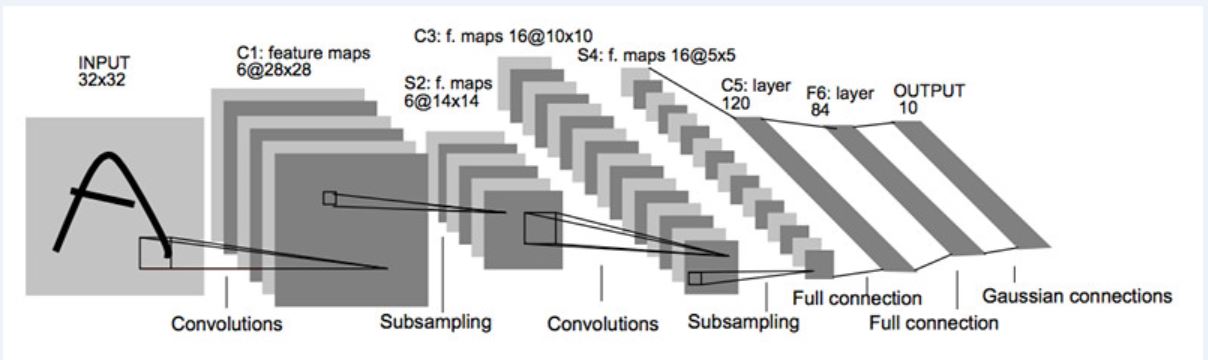 INPUT
32x32
C1: feature maps
6@28x28
S2: f. maps
6@14x14
C3: f. maps 16@10x10
S4: f. maps 16@5x5
C5: layer
120
F6: layer
84
OUTPUT
10
Convolutions
Subsampling
Convolutions
Subsampling
Full connection
Full connection
Gaussian connections